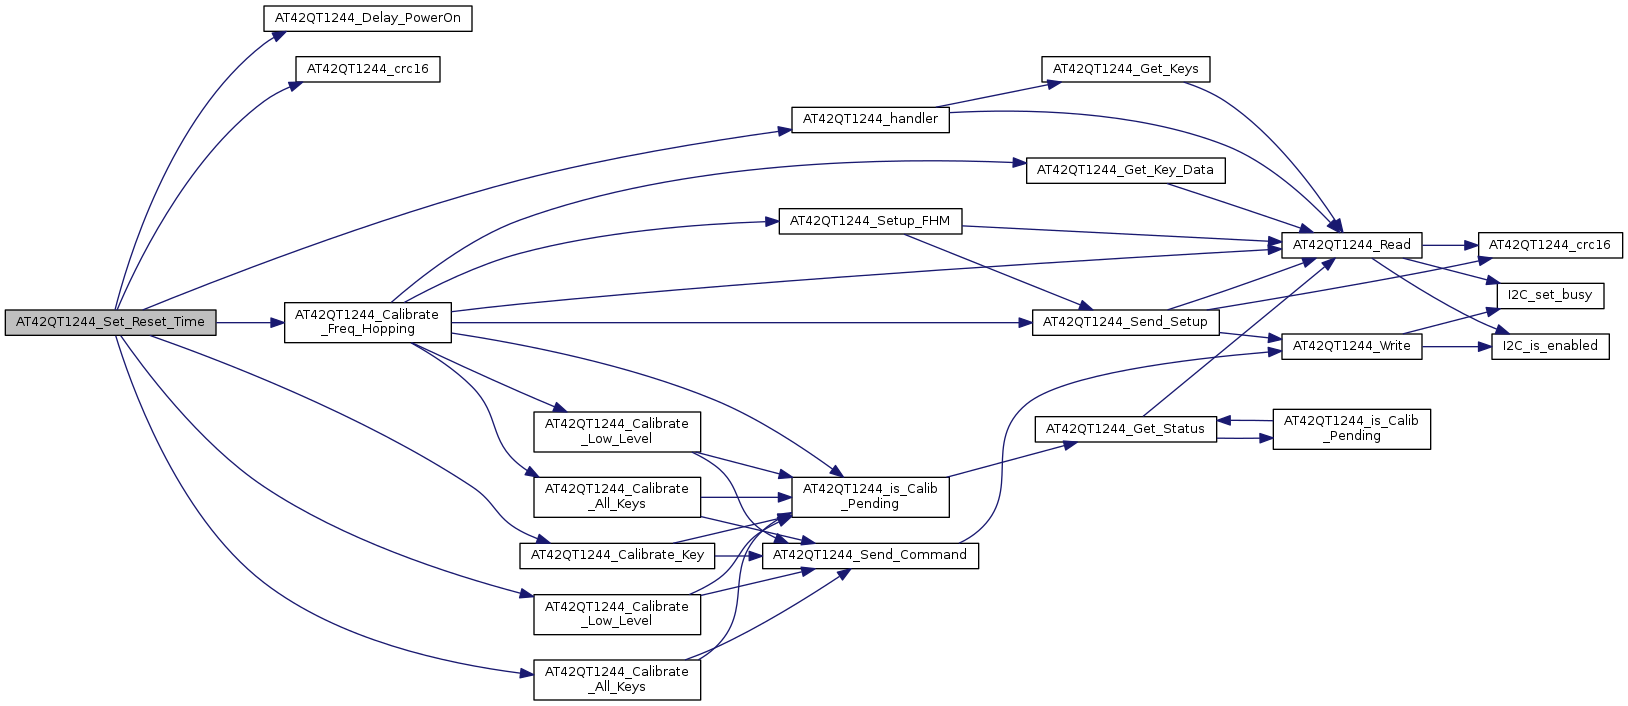 AT42QT1244_Delay_PowerOn
AT42QT1244_crc16
AT42QT1244_Get_Keys
AT42QT1244_handler
AT42QT1244_Get_Key_Data
AT42QT1244_Setup_FHM
AT42QT1244_Read
AT42QT1244_crc16
I2C_set_busy
AT42QT1244_Set_Reset_Time
AT42QT1244_Calibrate
_Freq_Hopping
AT42QT1244_Send_Setup
AT42QT1244_Write
I2C_is_enabled
AT42QT1244_Calibrate
_Low_Level
AT42QT1244_Get_Status
AT42QT1244_is_Calib
_Pending
AT42QT1244_Calibrate
_All_Keys
AT42QT1244_is_Calib
_Pending
AT42QT1244_Calibrate_Key
AT42QT1244_Send_Command
AT42QT1244_Calibrate
_Low_Level
AT42QT1244_Calibrate
_All_Keys